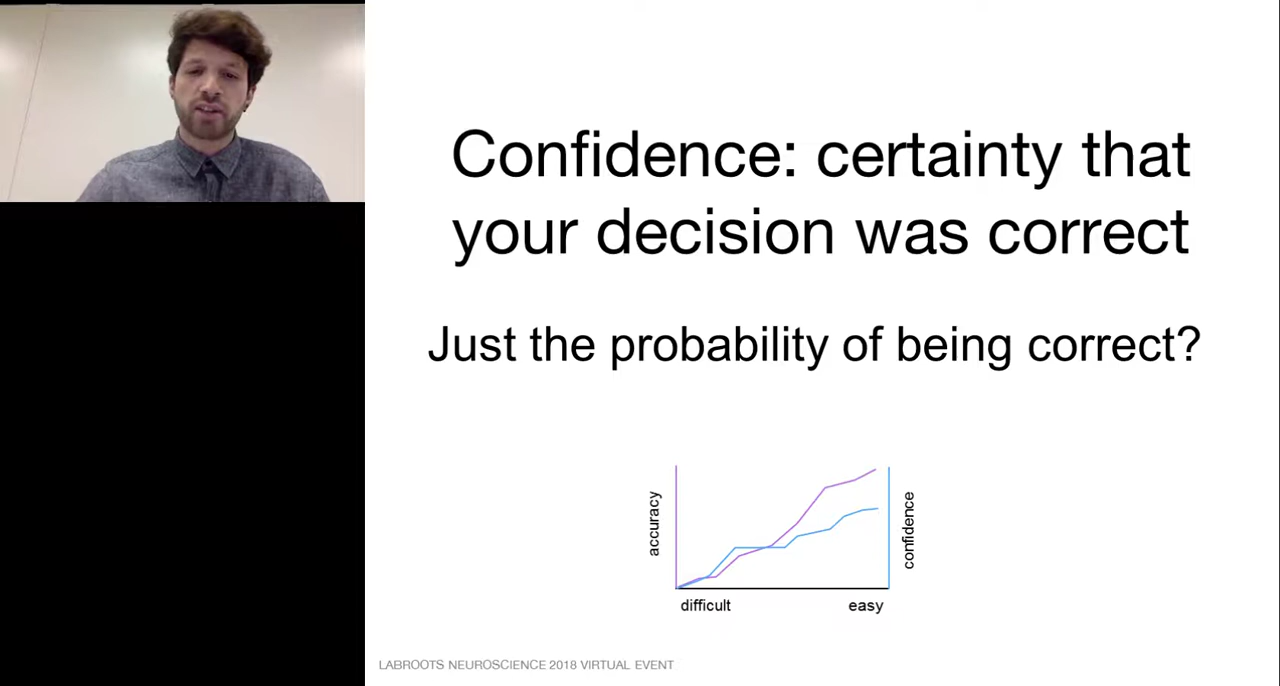 Confidence: certainty that
your decision was correct
Just the probability of being correct?
accuracy
confidence
difficult
easy
LABROOTS NEUROSCIENCE 2018 VIRTUAL EVENT